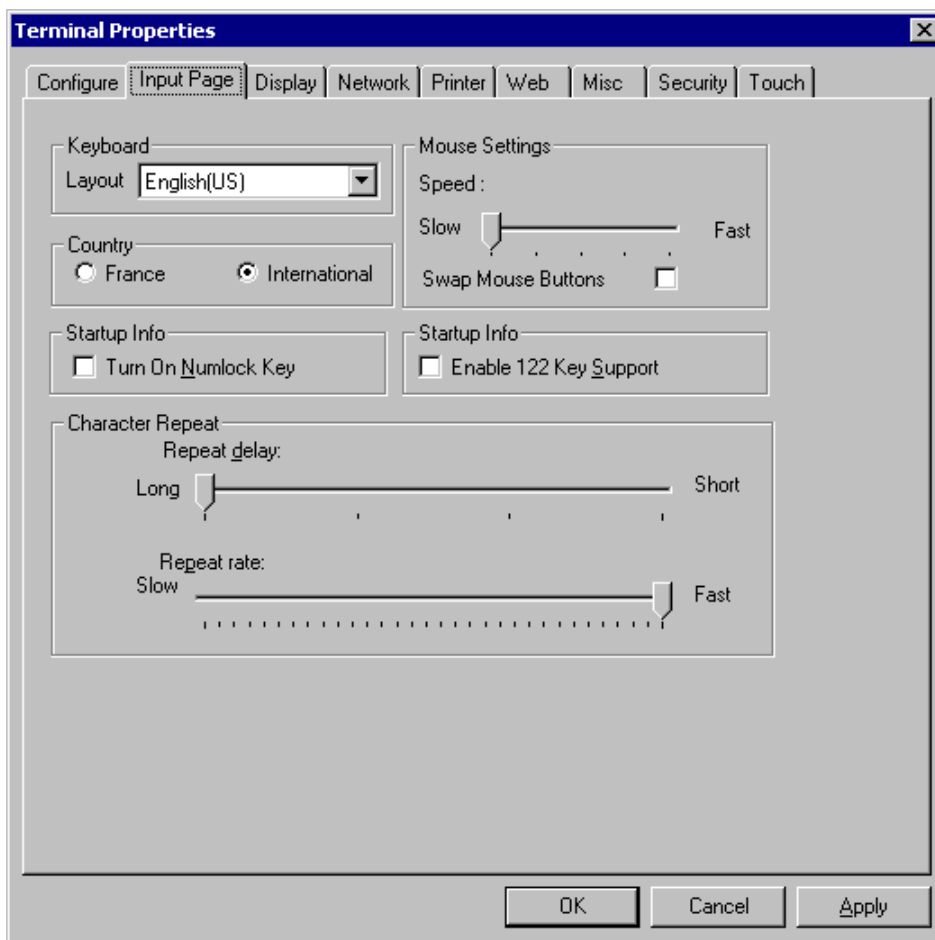 Terminal Properties
Configure Input Page Display Network Printer Web Misc Security Touch
Keyboard
Layout English(US)
Mouse Settings
Speed :
Slow Fast
Swap Mouse Buttons
Country
France International
Startup Info
Turn On Numlock Key
Startup Info
Enable 122 Key Support
Character Repeat
Repeat delay:
Long Short
Repeat rate:
Slow Fast
OK Cancel Apply